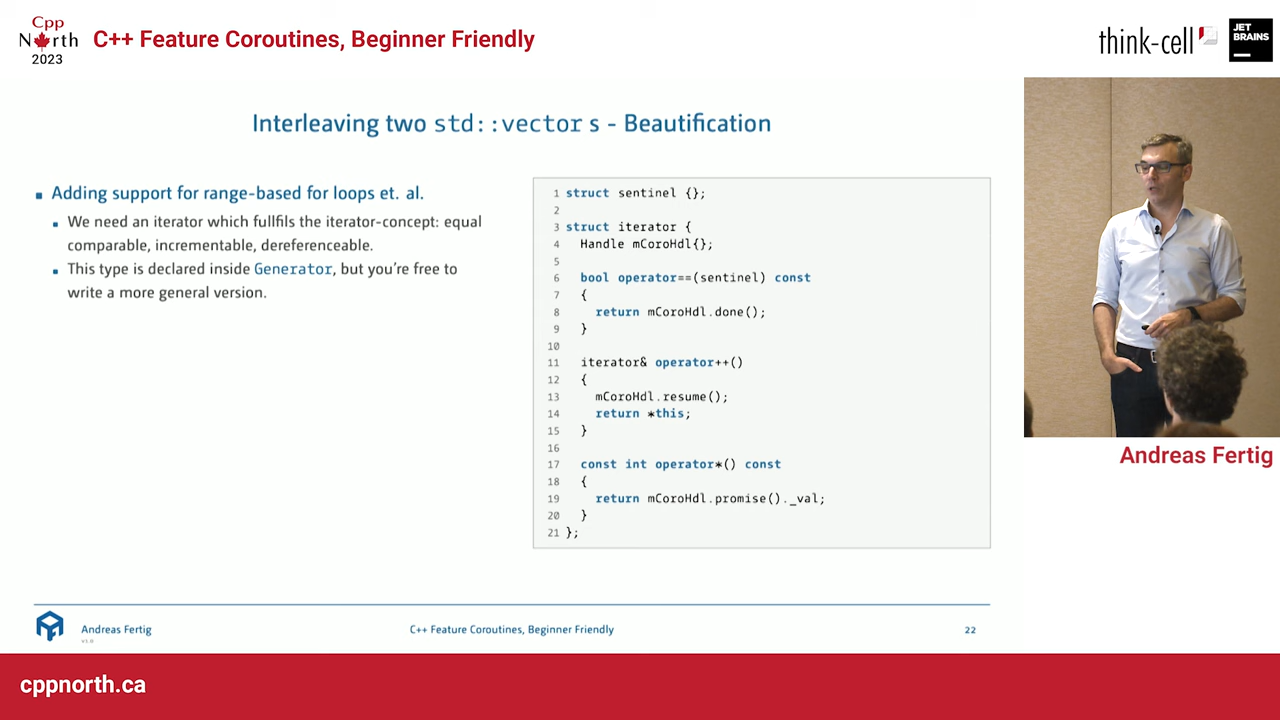 Cpp
North
2023
C++ Feature Coroutines, Beginner Friendly
think-cell
JET
BRAINS
Interleaving two std::vector s - Beautification
Adding support for range-based for loops et. al.
We need an iterator which fullfils the iterator-concept: equal
comparable, incrementable, dereferenceable.
This type is declared inside Generator, but you're free to
write a more general version.
1 struct sentinel {};
2
3 struct iterator {
4 Handle mCoroHdl{};
5
6 bool operator==(sentinel) const
7 {
8 return mCoroHdl.done();
9 }
10
11 iterator& operator++()
12 {
13 mCoroHdl.resume();
14 return *this;
15 }
16
17 const int operator*() const
18 {
19 return mCoroHdl.promise()._val;
20 }
21 };
Andreas Fertig
Andreas Fertig
v1.0
C++ Feature Coroutines, Beginner Friendly
22
cppnorth.ca